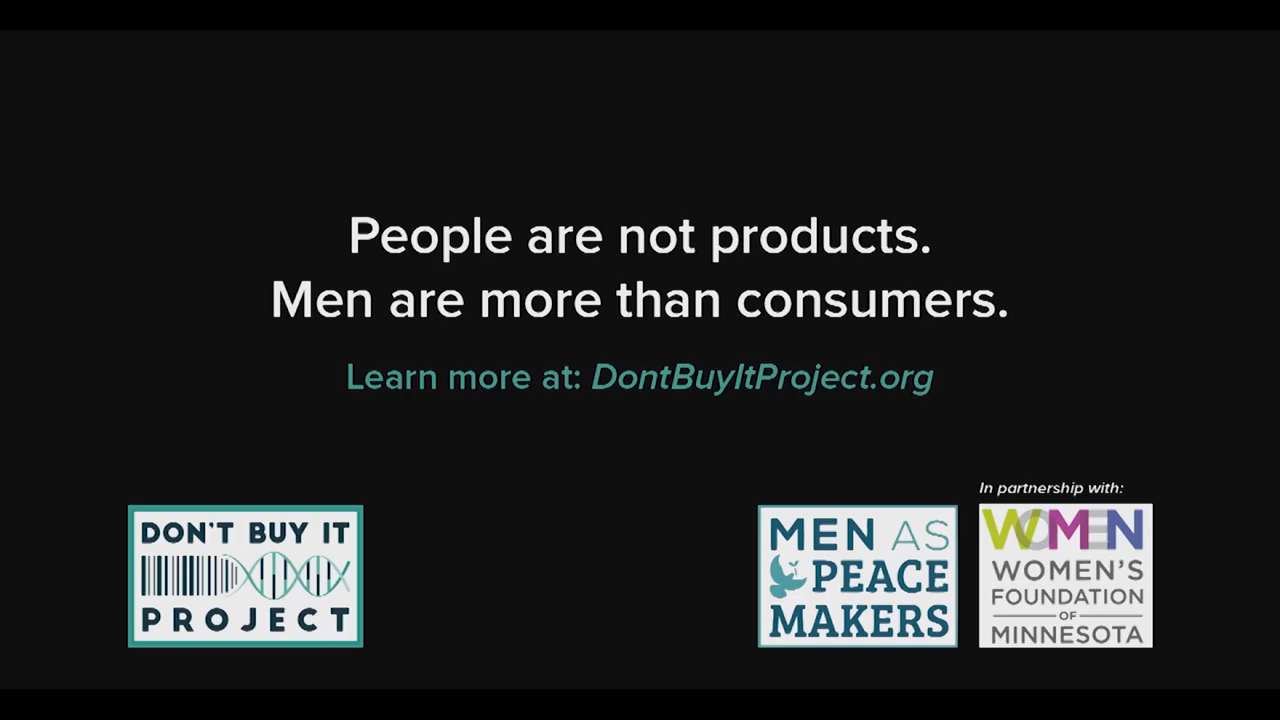 People are not products.
Men are more than consumers.
Learn more at: DontBuyItProject.org
In partnership with:
DON'T BUY IT
PROJECT
MEN AS
PEACE
MAKERS
WOMEN
WOMEN'S
FOUNDATION
OF
MINNESOTA